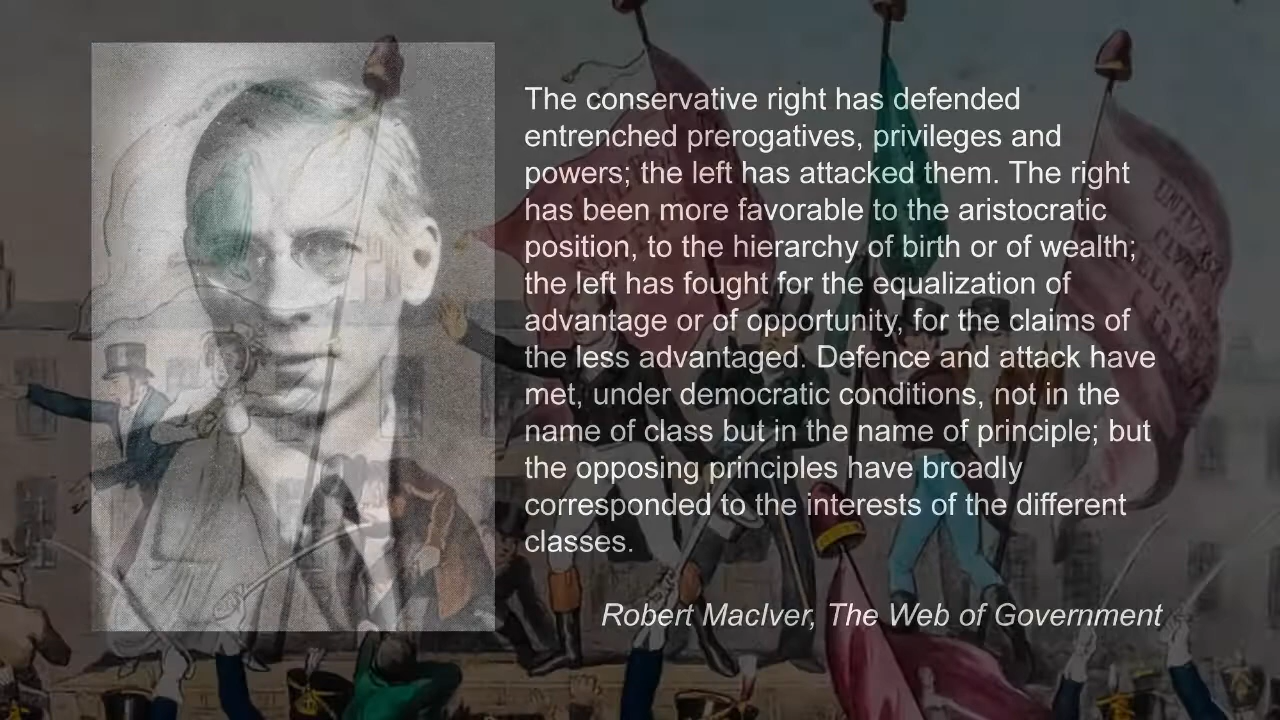 The conservative right has defended
entrenched prerogatives, privileges and
powers; the left has attacked them. The right
has been more favorable to the aristocratic
position, to the hierarchy of birth or of wealth;
the left has fought for the equalization of
advantage or of opportunity, for the claims of
the less advantaged. Defence and attack have
met, under democratic conditions, not in the
name of class but in the name of principle; but
the opposing principles have broadly
corresponded to the interests of the different
classes.
Robert MacIver, The Web of Government